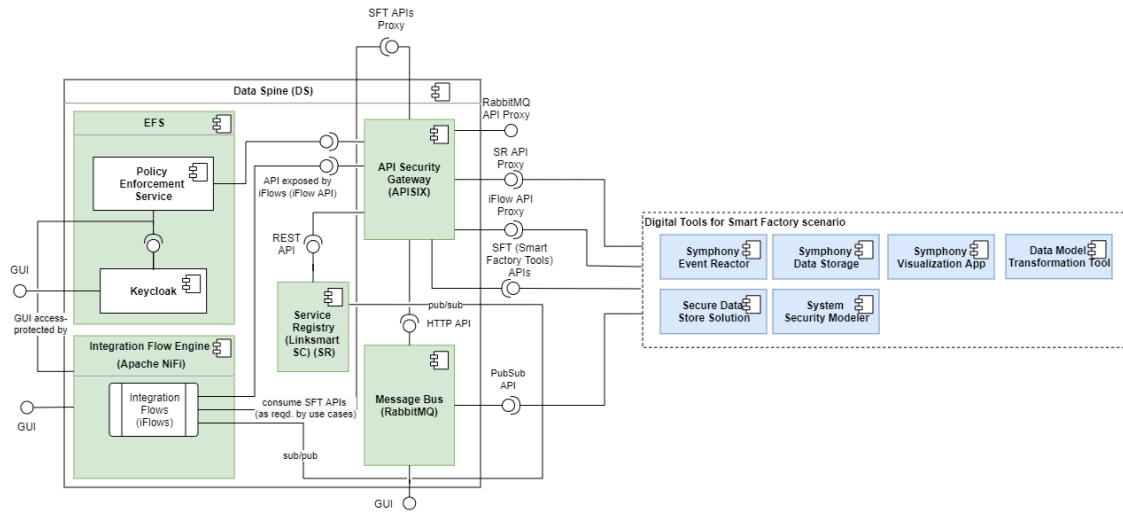 SFT APIs
Proxy
Data Spine (DS)
EFS
Policy
Enforcement
Service
Keycloak
GUI
GUI access-
protected by
API exposed by
iFlows (iFlow API)
REST
API
API Security
Gateway
(APISIX)
RabbitMQ
API Proxy
SR API
Proxy
iFlow API
Proxy
SFT (Smart
Factory Tools)
APIs
Service
Registry
(Linksmart
SC) (SR)
pub/sub
HTTP API
Integration Flow Engine
(Apache NiFi)
Integration
Flows
(iFlows)
GUI
consume SFT APIs
(as reqd. by use cases)
sub/pub
Message Bus
(RabbitMQ)
PubSub
API
GUI
Digital Tools for Smart Factory scenario
Symphony
Event Reactor
Symphony
Data Storage
Symphony
Visualization App
Data Model
Transformation Tool
Secure Data
Store Solution
System
Security Modeler